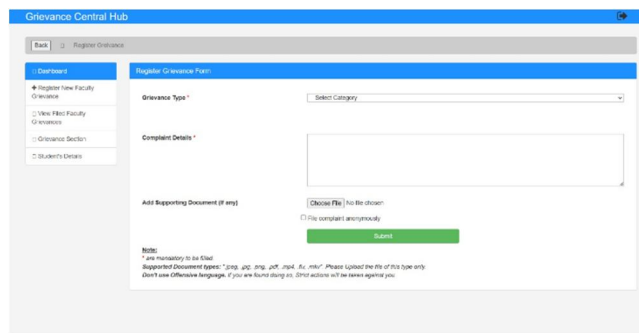 Grievance Central Hub
Back Register Grievance
Dashboard
+ Register New Faculty
Grievance
View Filed Faculty
Grievances
Grievance Section
Student's Details
Register Grievance Form
Grievance Type *
Select Category
Complaint Details *
Add Supporting Document (if any)
Choose File No file chosen
File complaint anonymously
Submit
Note:
* are mandatory to be filled.
Supported Document types: ".jpeg, .jpg, .png, .pdf, .mp4, .flv, .mkv". Please Upload the file of this type only.
Don't use Offensive language. If you are found doing so, Strict actions will be taken against you.